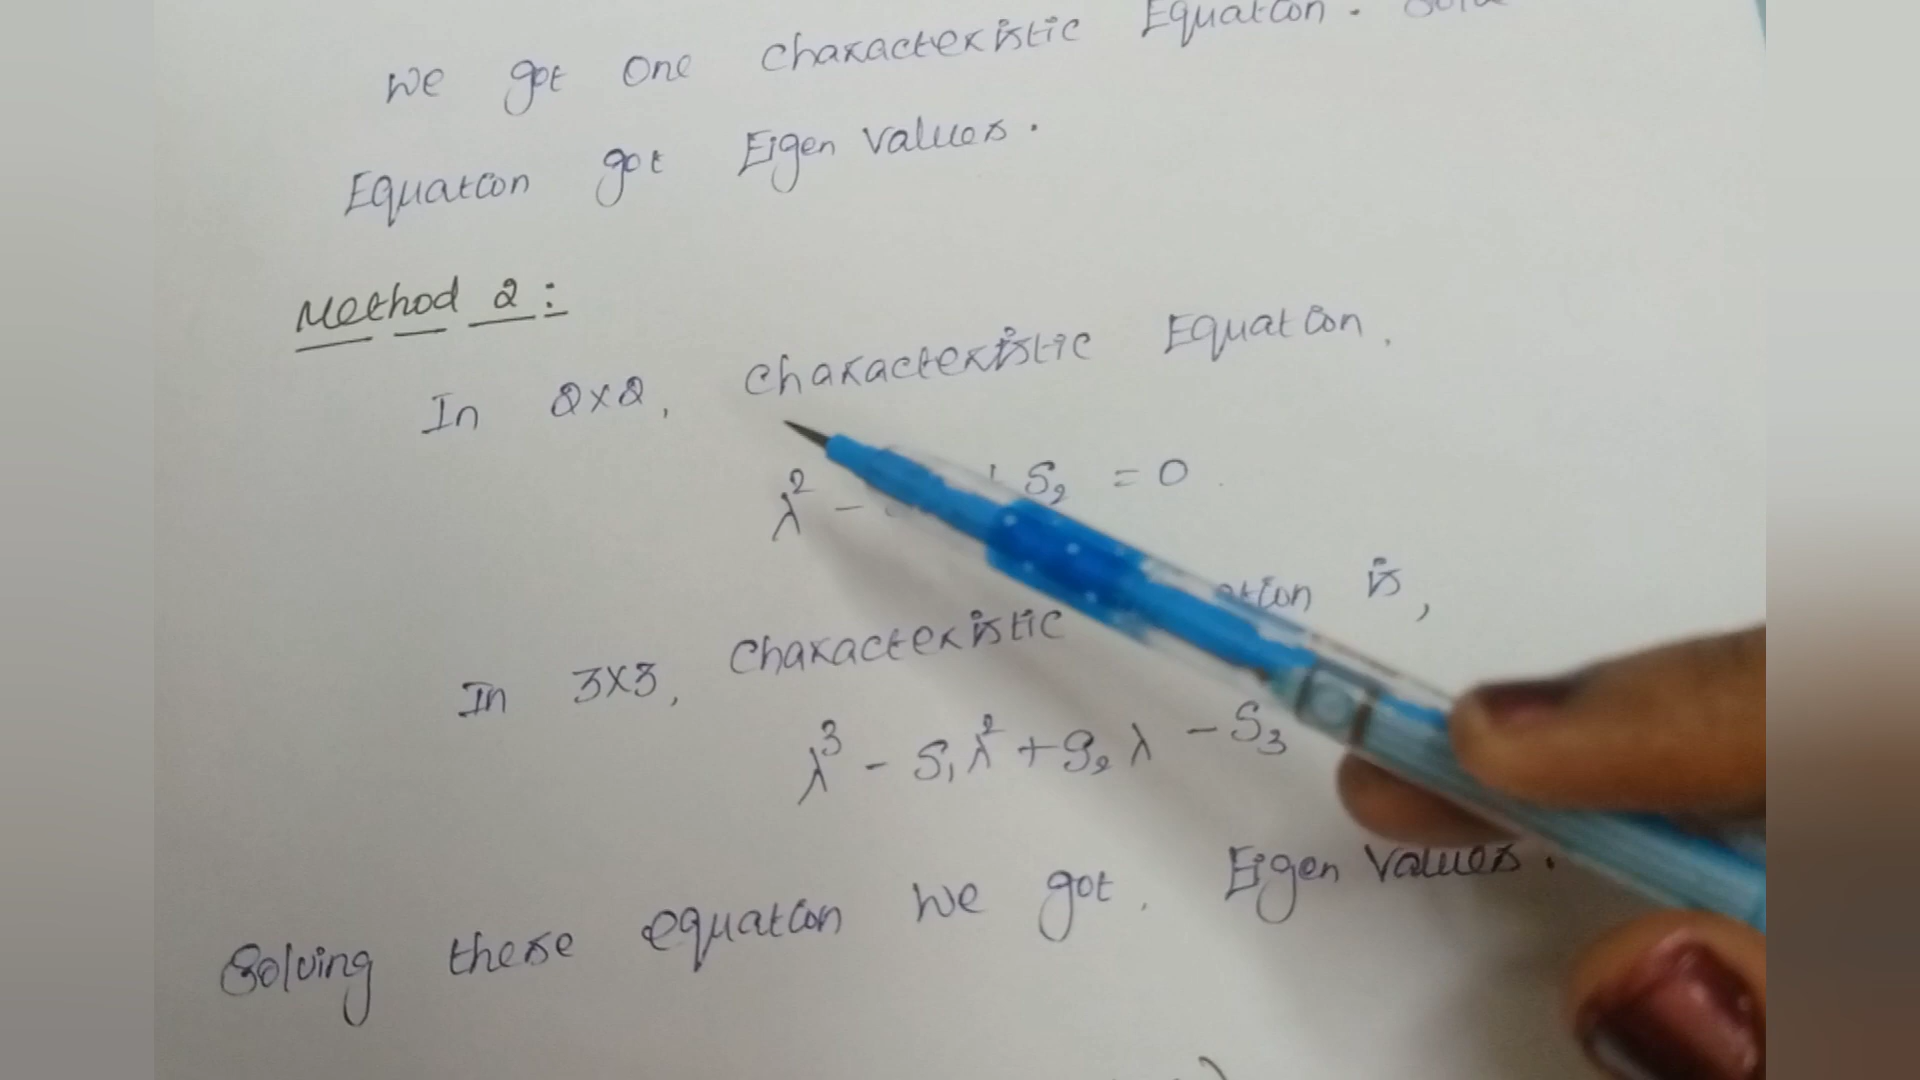 We got One Characteristic Equation.
Equation got Eigen Values.
Method 2:
In 2x2, Characteristic Equation,
λ² - S₂ = 0
In 3x3, Characteristic is,
λ³ - S₁λ² + S₂λ - S₃
Solving these equation we got, Eigen Values.